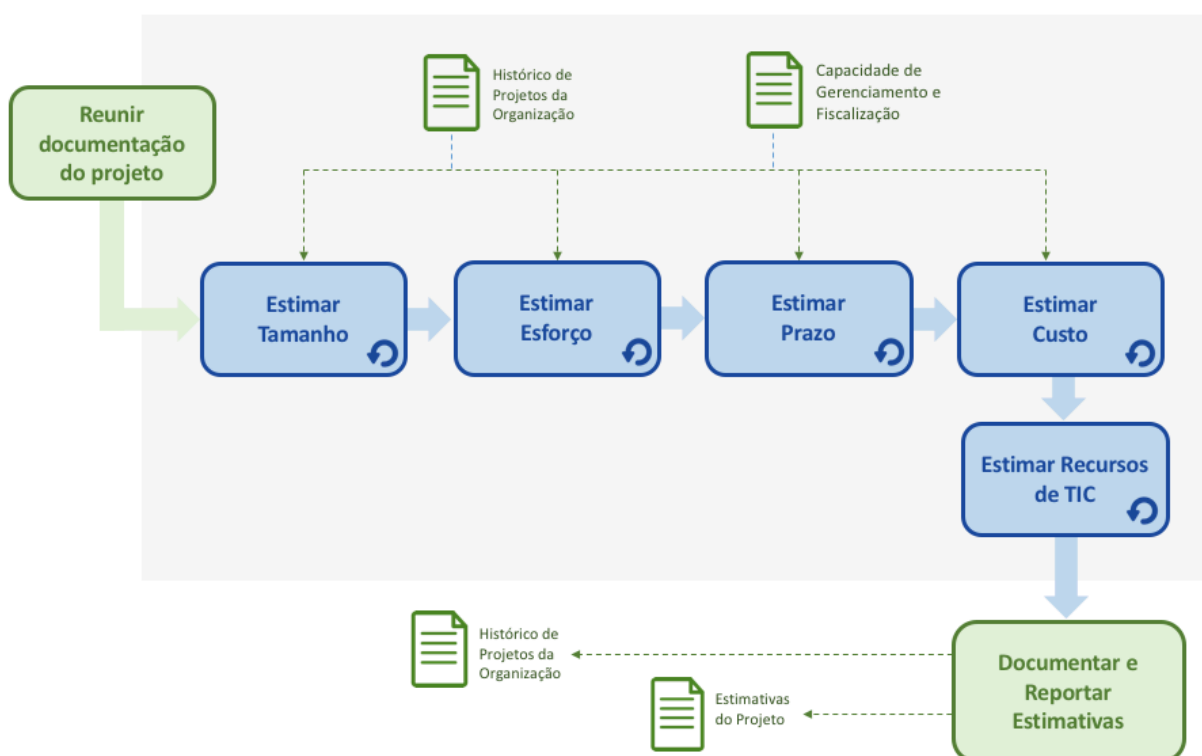 Histórico de
Projetos da
Organização
Capacidade de
Gerenciamento e
Fiscalização
Reunir
documentação
do projeto
Estimar
Tamanho
Estimar
Esforço
Estimar
Prazo
Estimar
Custo
Estimar Recursos
de TIC
Histórico de
Projetos da
Organização
Estimativas
do Projeto
Documentar e
Reportar
Estimativas